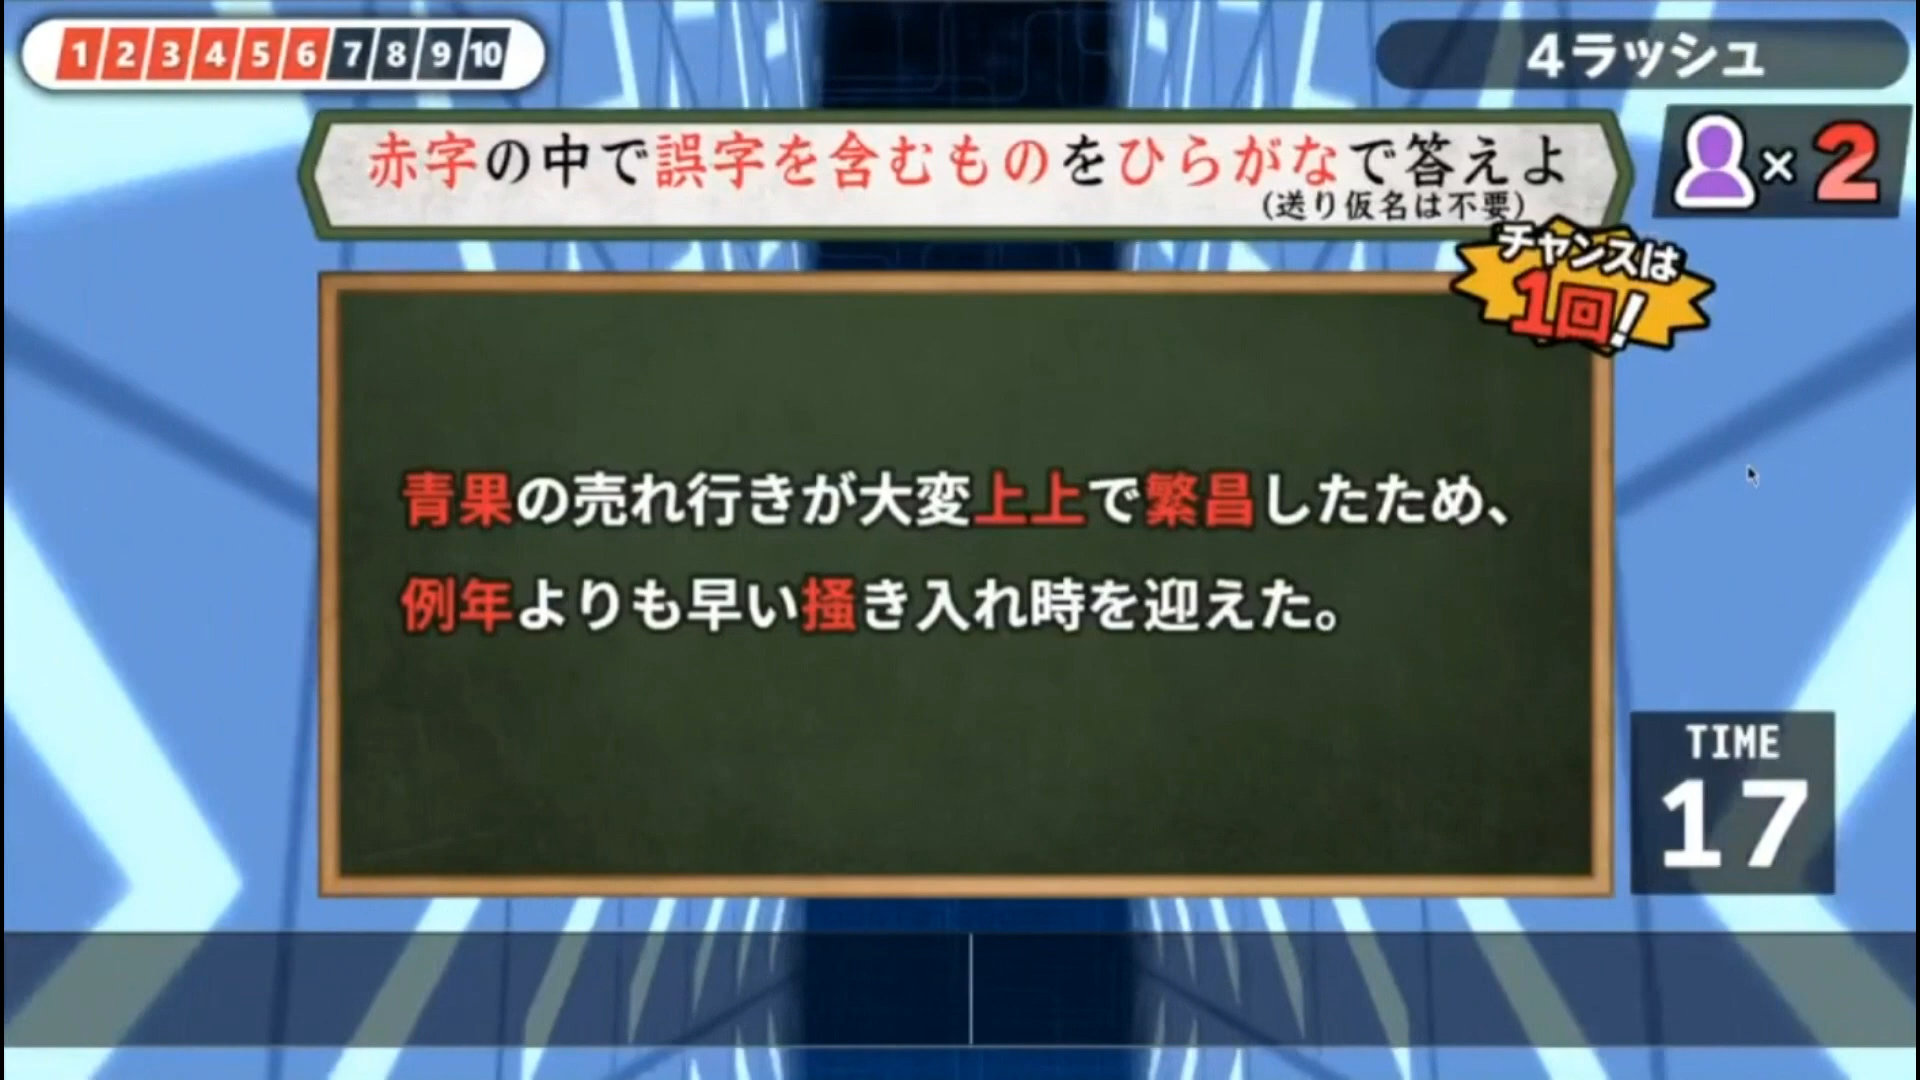 1 2 3 4 5 6 7 8 9 10
4ラッシュ
赤字の中で誤字を含むものをひらがなで答えよ
(送り仮名は不要)
×2
チャンスは
1回!
青果の売れ行きが大変上上で繁昌したため、
例年よりも早い掻き入れ時を迎えた。
TIME
17